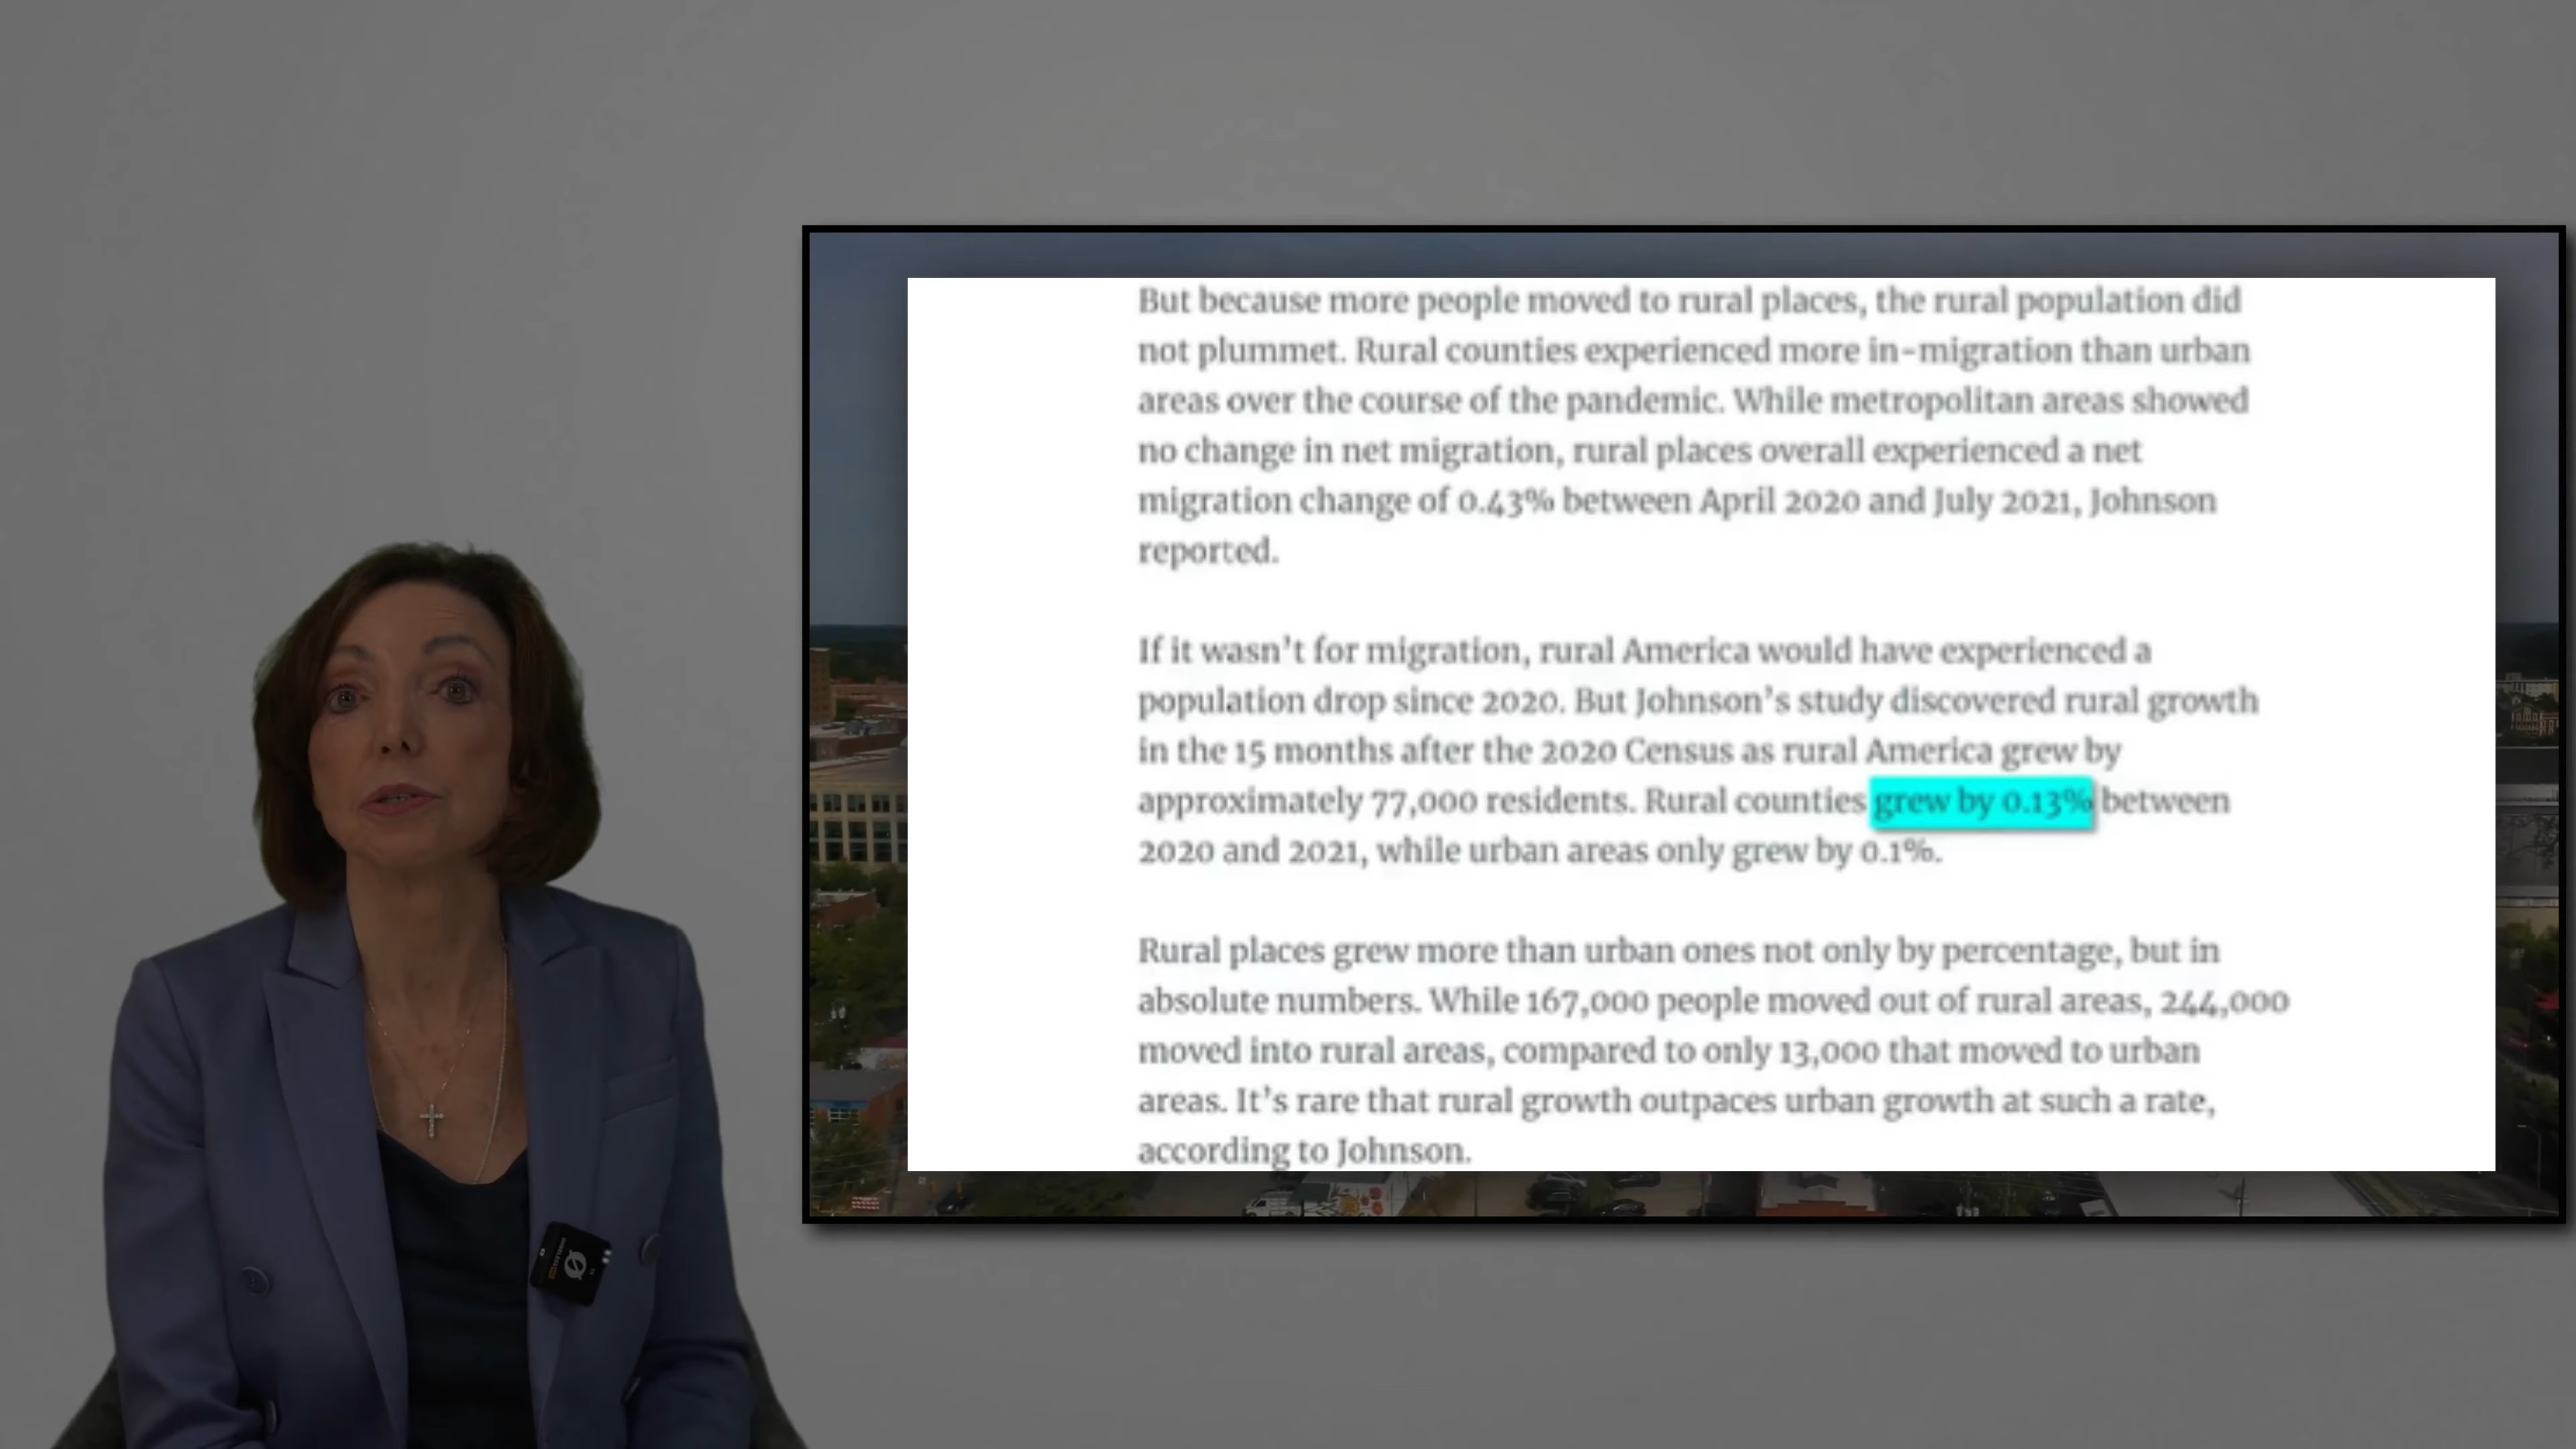 But because more people moved to rural places, the rural population did
not plummet. Rural counties experienced more in-migration than urban
areas over the course of the pandemic. While metropolitan areas showed
no change in net migration, rural places overall experienced a net
migration change of 0.43% between April 2020 and July 2021, Johnson
reported.
If it wasn't for migration, rural America would have experienced a
population drop since 2020. But Johnson's study discovered rural growth
in the 15 months after the 2020 Census as rural America grew by
approximately 77,000 residents. Rural counties grew by 0.13% between
2020 and 2021, while urban areas only grew by 0.1%.
Rural places grew more than urban ones not only by percentage, but in
absolute numbers. While 167,000 people moved out of rural areas, 244,000
moved into rural areas, compared to only 13,000 that moved to urban
areas. It's rare that rural growth outpaces urban growth at such a rate,
according to Johnson.